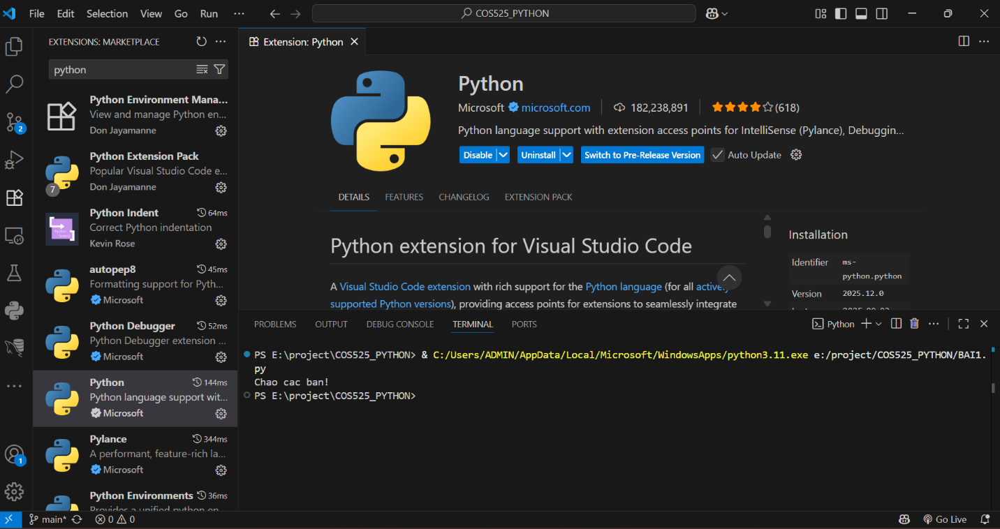 File Edit Selection View Go Run ··· COS525_PYTHON
EXTENSIONS: MARKETPLACE
python
Python Environment Mana...
View and manage Python en...
Don Jayamanne
Python Extension Pack
Popular Visual Studio Code e...
7
Don Jayamanne
Python Indent 64ms
Correct Python indentation
Kevin Rose
autopep8 45ms
Formatting support for Pyth...
Microsoft
Python Debugger 52ms
Python Debugger extension ...
Microsoft
Python 144ms
Python language support wit...
Microsoft
Pylance 344ms
A performant, feature-rich la...
Microsoft
Python Environments 36ms
2
1
Extension: Python
Python
Microsoft microsoft.com 182,238,891 (618)
Python language support with extension access points for IntelliSense (Pylance), Debuggin...
Disable Uninstall Switch to Pre-Release Version Auto Update
DETAILS FEATURES CHANGELOG EXTENSION PACK
Python extension for Visual Studio Code
A Visual Studio Code extension with rich support for the Python language (for all actively
supported Python versions), providing access points for extensions to seamlessly integrate
Installation
Identifier ms-
python.python
Version 2025.12.0
PROBLEMS OUTPUT DEBUG CONSOLE TERMINAL PORTS Python
PS E:\project\COS525_PYTHON> & C:/Users/ADMIN/AppData/Local/Microsoft/WindowsApps/python3.11.exe e:/project/COS525_PYTHON/BAI1.
py
Chao cac ban!
PS E:\project\COS525_PYTHON>
main* 0 0 Go Live